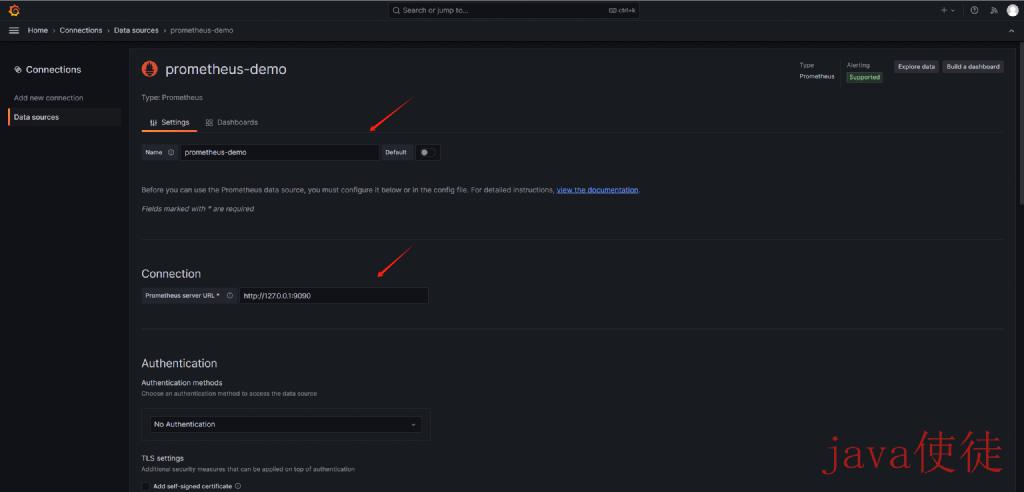 Search or jump to... ctrl+k
Home › Connections › Data sources › prometheus-demo
Connections
Add new connection
Data sources
prometheus-demo
Type: Prometheus
Type
Prometheus
Alerting
Supported
Explore data
Build a dashboard
Settings
Dashboards
Name prometheus-demo Default
Before you can use the Prometheus data source, you must configure it below or in the config file. For detailed instructions, view the documentation.
Fields marked with * are required
Connection
Prometheus server URL * http://127.0.0.1:9090
Authentication
Authentication methods
Choose an authentication method to access the data source
No Authentication
TLS settings
Additional security measures that can be applied on top of authentication
Add self-signed certificate
java使徒